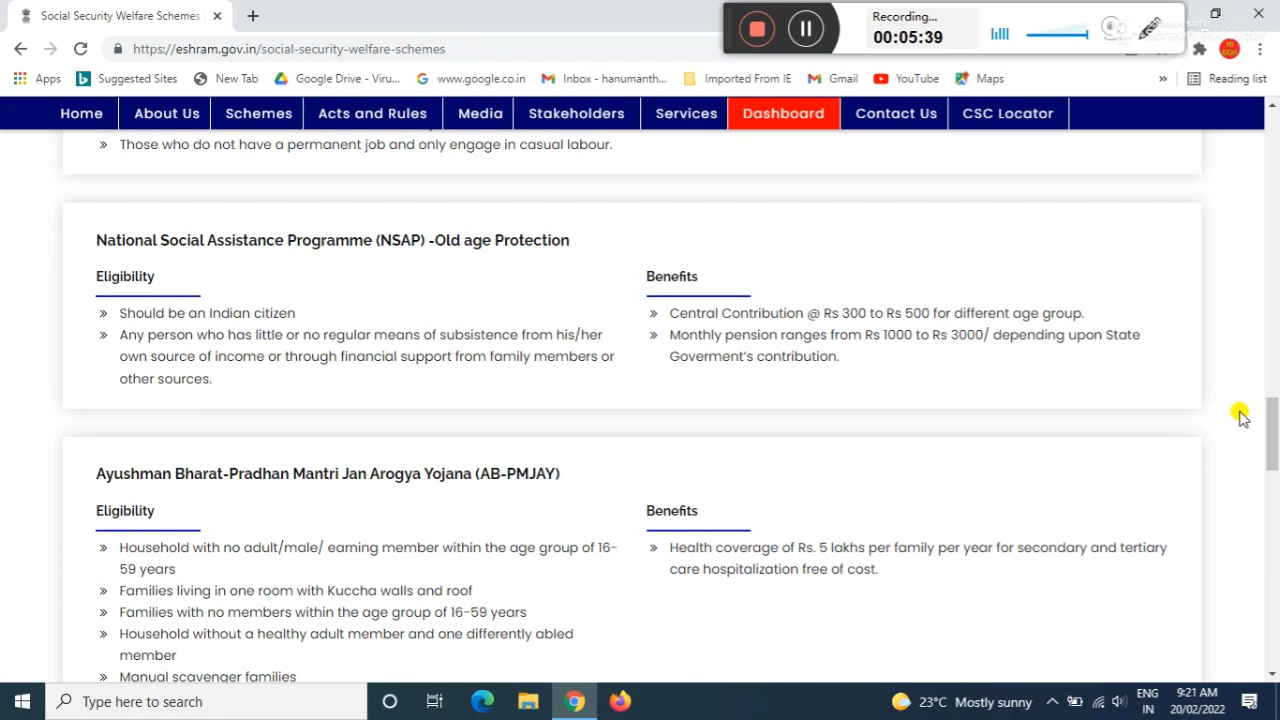 Social Security Welfare Schemes
Recording...
00:05:39
https://eshram.gov.in/social-security-welfare-schemes
Apps
Suggested Sites
New Tab
Google Drive - Viru...
www.google.co.in
Inbox - hanumanth...
Imported From IE
Gmail
YouTube
Maps
»
Reading list
Home
About Us
Schemes
Acts and Rules
Media
Stakeholders
Services
Dashboard
Contact Us
CSC Locator
» Those who do not have a permanent job and only engage in casual labour.
National Social Assistance Programme (NSAP) -Old age Protection
Eligibility
» Should be an Indian citizen
» Any person who has little or no regular means of subsistence from his/her
own source of income or through financial support from family members or
other sources.
Benefits
» Central Contribution @ Rs 300 to Rs 500 for different age group.
» Monthly pension ranges from Rs 1000 to Rs 3000/ depending upon State
Goverment's contribution.
Ayushman Bharat-Pradhan Mantri Jan Arogya Yojana (AB-PMJAY)
Eligibility
» Household with no adult/male/ earning member within the age group of 16-
59 years
» Families living in one room with Kuccha walls and roof
» Families with no members within the age group of 16-59 years
» Household without a healthy adult member and one differently abled
member
» Manual scavenger families
Benefits
» Health coverage of Rs. 5 lakhs per family per year for secondary and tertiary
care hospitalization free of cost.
Type here to search
23°C Mostly sunny
ENG
IN
9:21 AM
20/02/2022